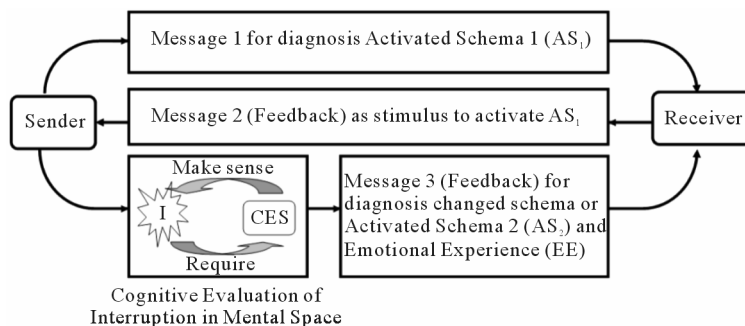 Message 1 for diagnosis Activated Schema 1 (AS₁)
Sender
Message 2 (Feedback) as stimulus to activate AS₁
Receiver
Make sense
I
CES
Require
Message 3 (Feedback) for
diagnosis changed schema or
Activated Schema 2 (AS₂) and
Emotional Experience (EE)
Cognitive Evaluation of
Interruption in Mental Space